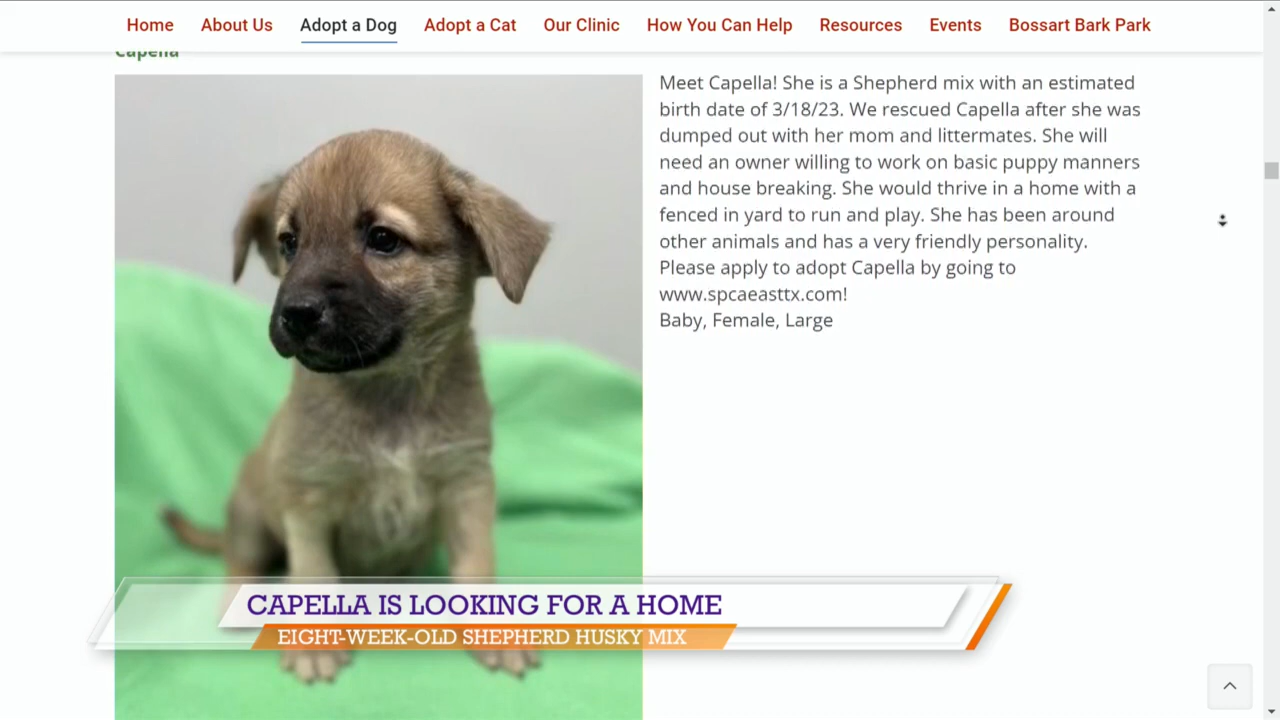 Home About Us Adopt a Dog Adopt a Cat Our Clinic How You Can Help Resources Events Bossart Bark Park
Capella
Meet Capella! She is a Shepherd mix with an estimated
birth date of 3/18/23. We rescued Capella after she was
dumped out with her mom and littermates. She will
need an owner willing to work on basic puppy manners
and house breaking. She would thrive in a home with a
fenced in yard to run and play. She has been around
other animals and has a very friendly personality.
Please apply to adopt Capella by going to
www.spcaeasttx.com!
Baby, Female, Large
CAPELLA IS LOOKING FOR A HOME
EIGHT-WEEK-OLD SHEPHERD HUSKY MIX